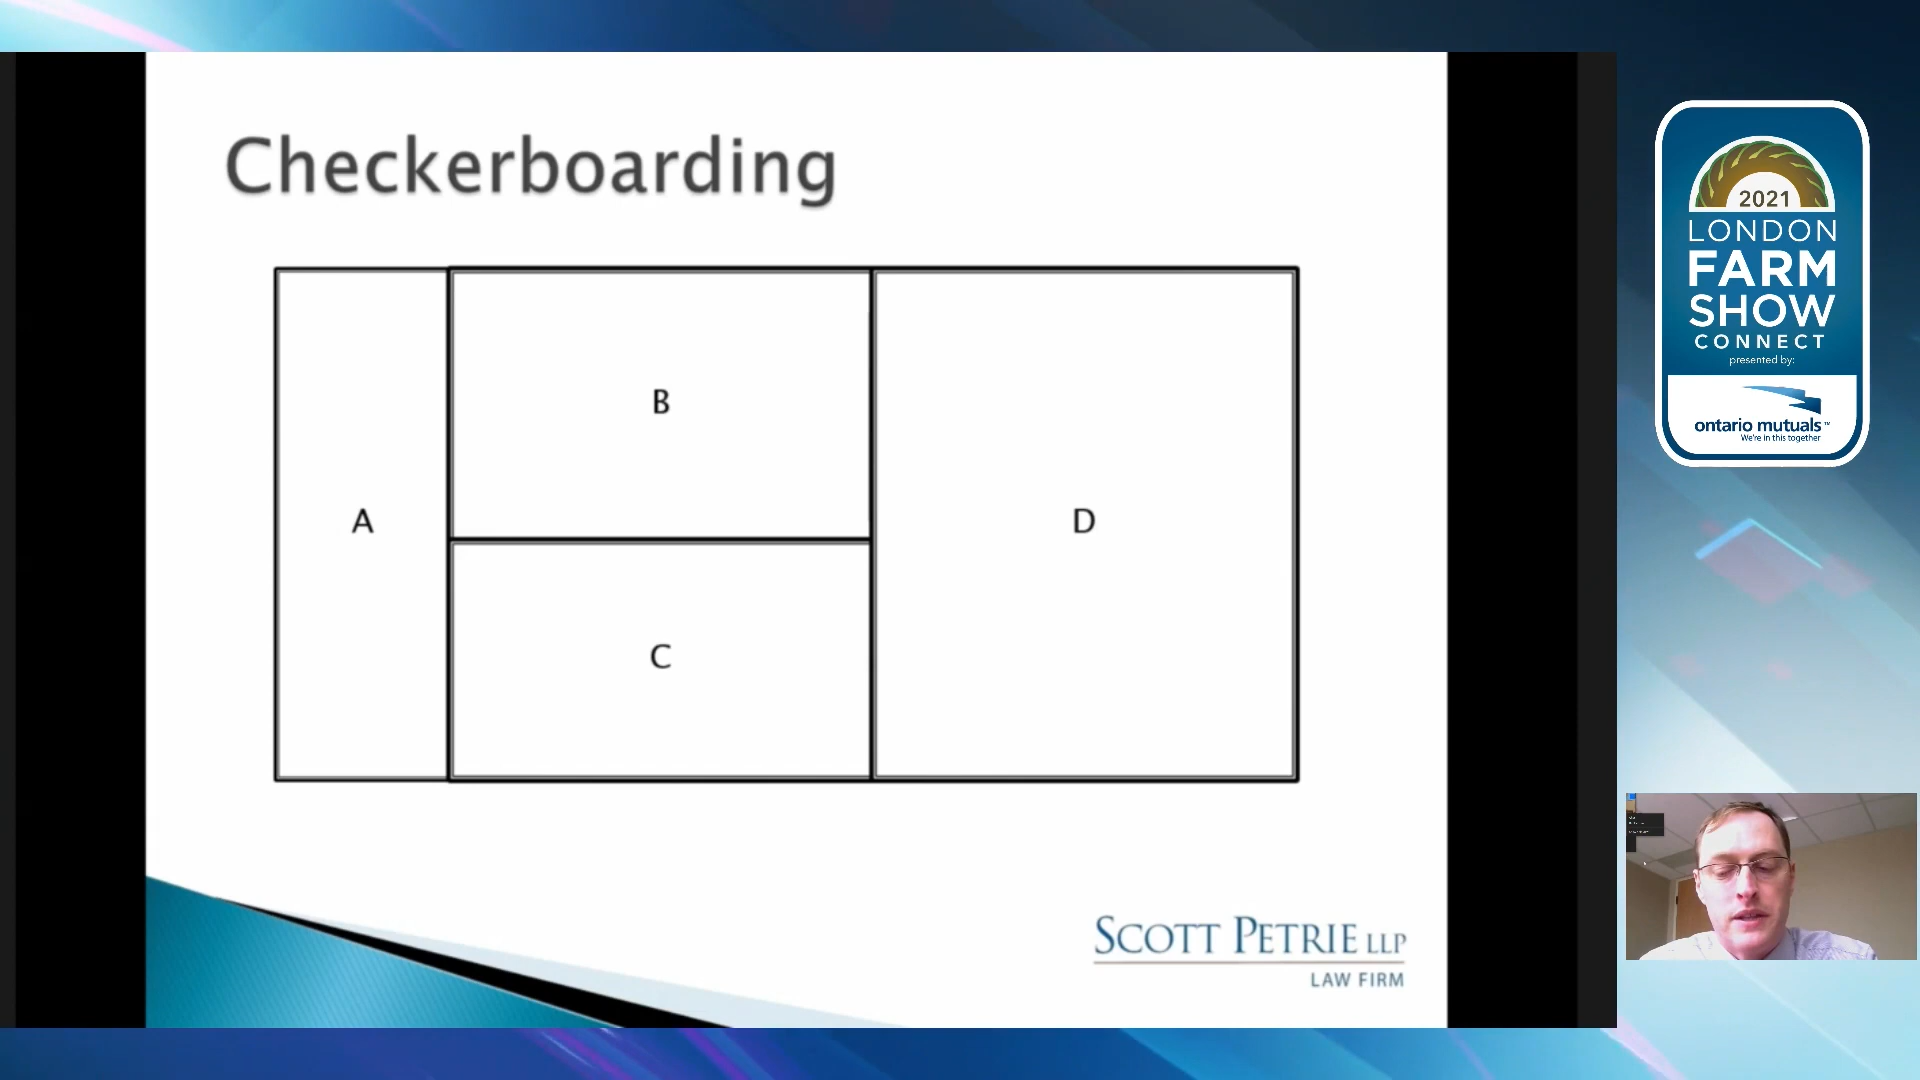 Checkerboarding
A
B
C
D
SCOTT PETRIE LLP
LAW FIRM
2021
LONDON
FARM
SHOW
CONNECT
presented by:
ontario mutuals™
We're in this together